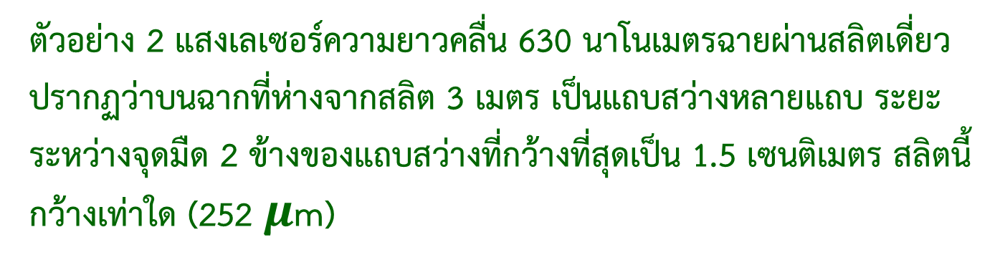 ตัวอย่าง 2 แสงเลเซอร์ความยาวคลื่น 630 นาโนเมตรฉายผ่านสลิตเดี่ยว
ปรากฏว่าบนฉากที่ห่างจากสลิต 3 เมตร เป็นแถบสว่างหลายแถบ ระยะ
ระหว่างจุดมืด 2 ข้างของแถบสว่างที่กว้างที่สุดเป็น 1.5 เซนติเมตร สลิตนี้
กว้างเท่าใด (252 μm)